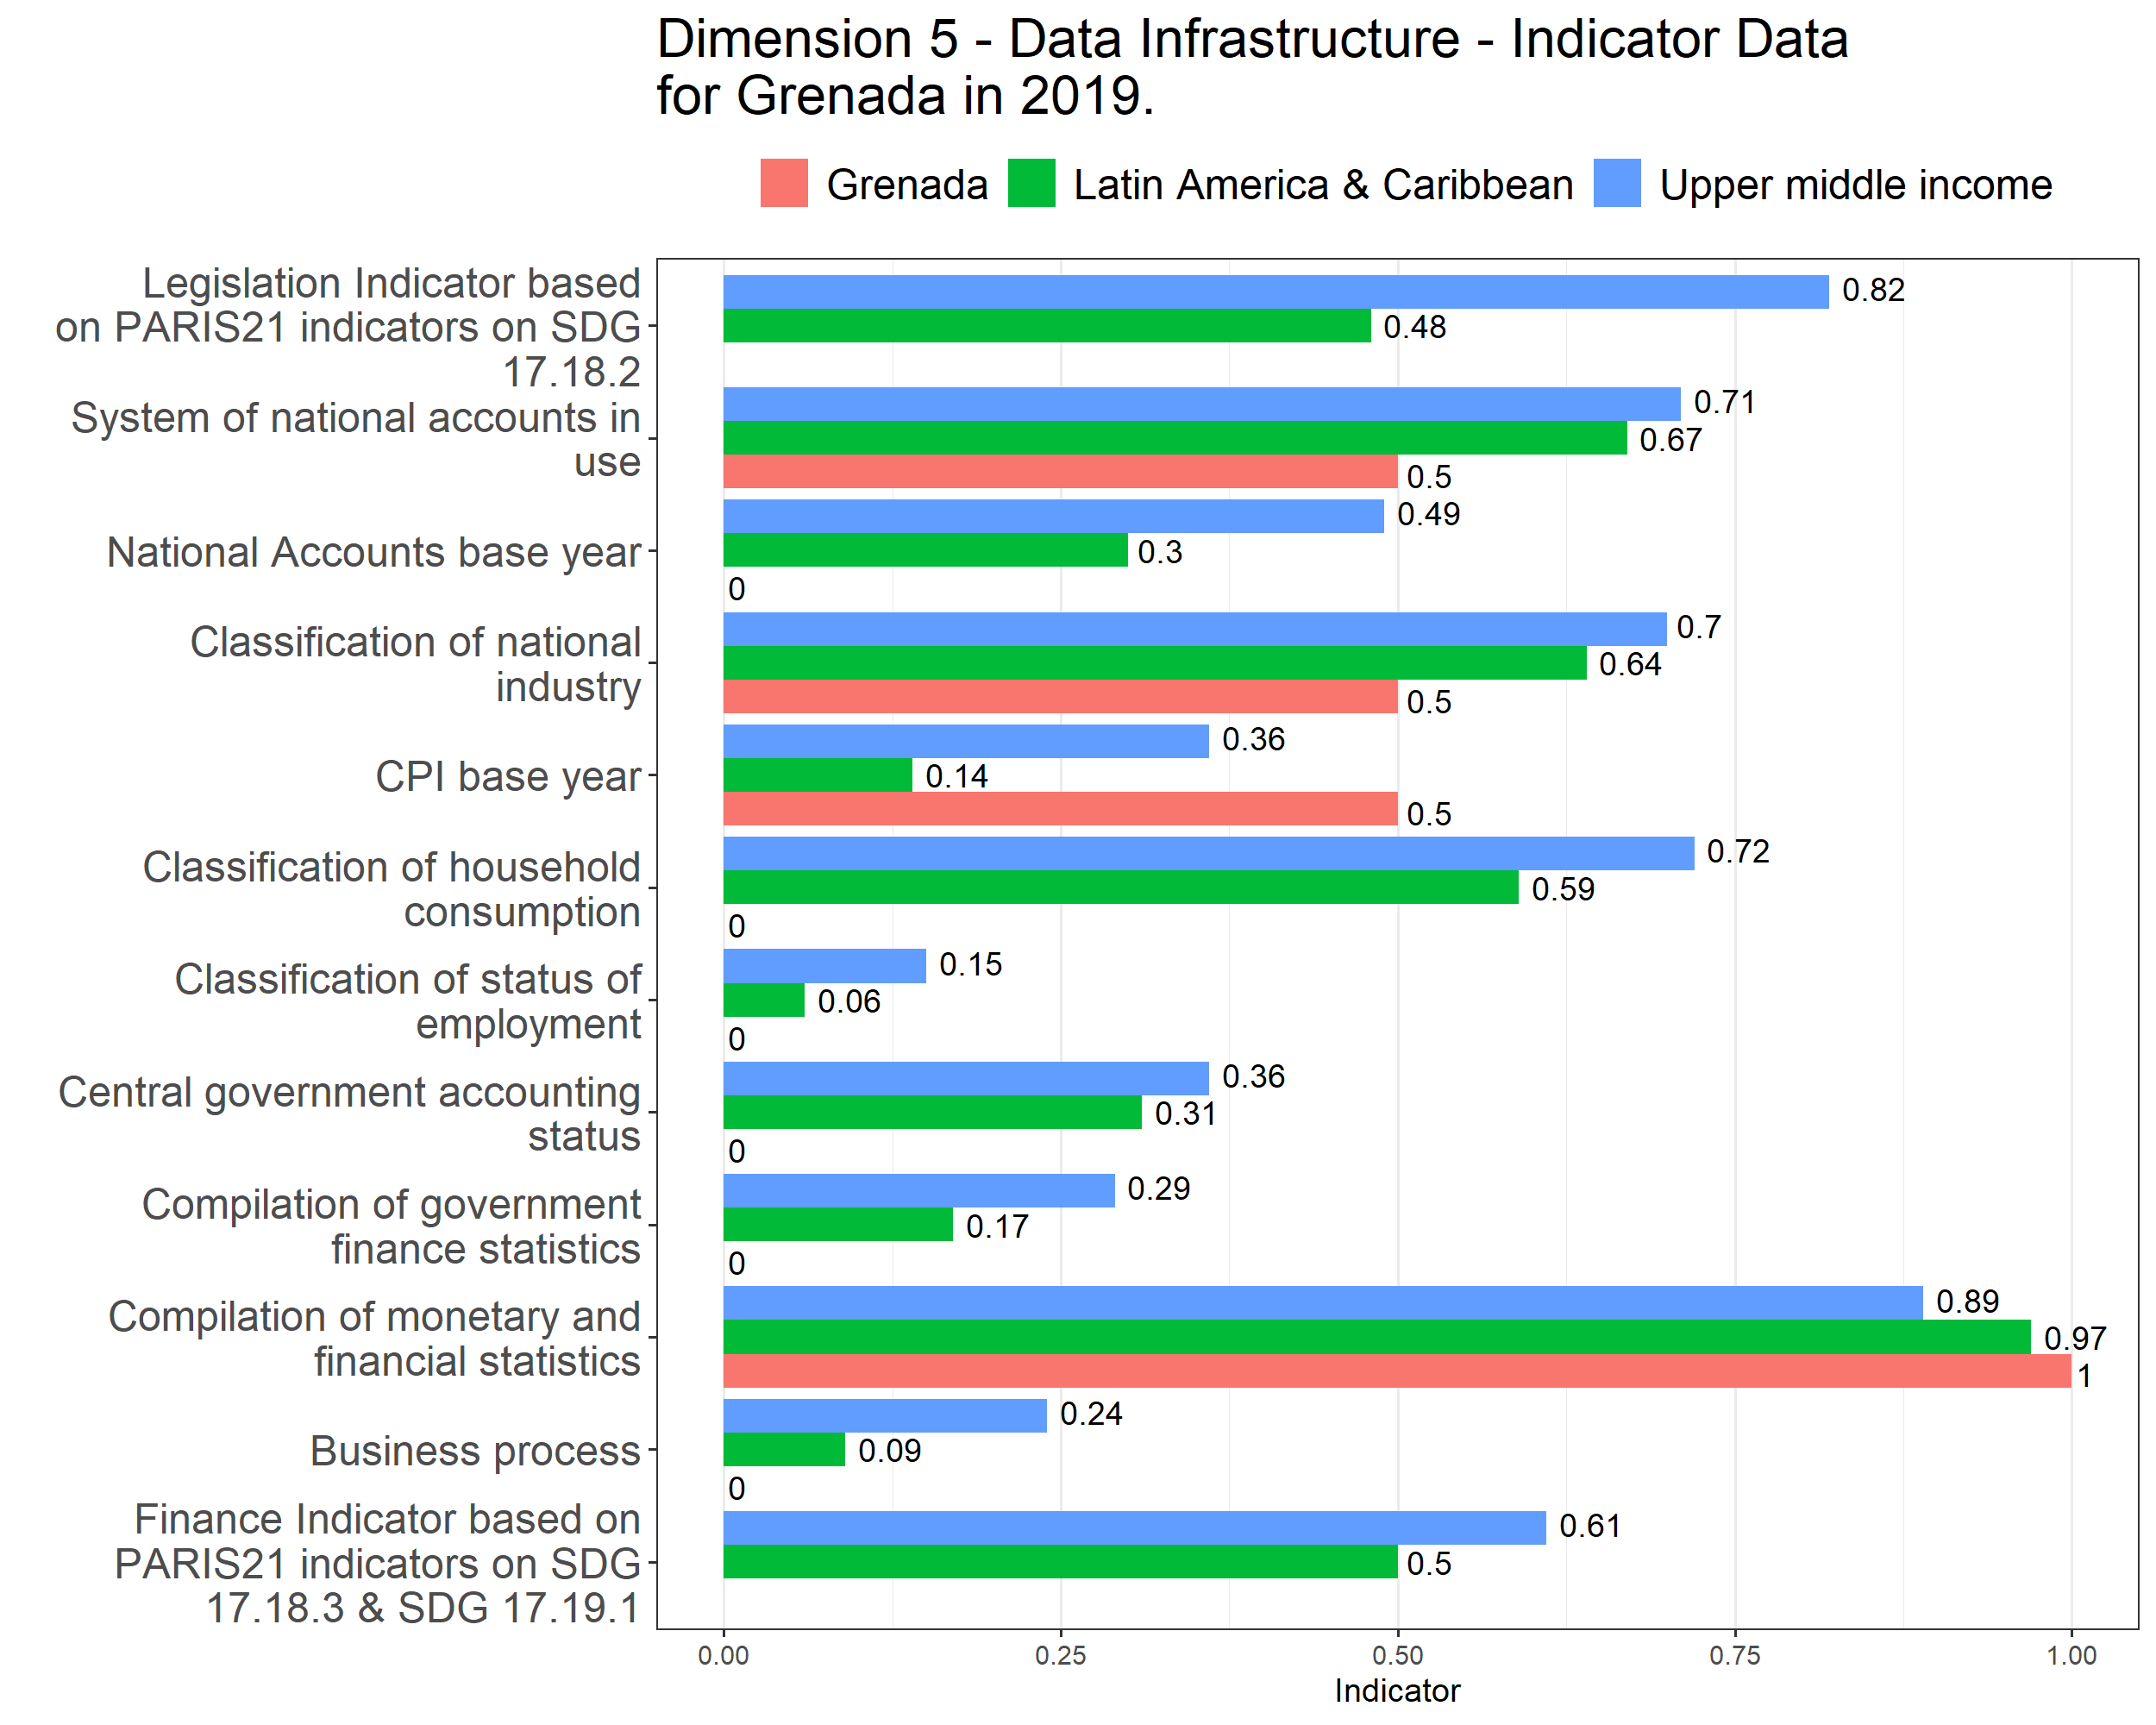 Dimension 5 - Data Infrastructure - Indicator Data
for Grenada in 2019.
Grenada
Latin America & Caribbean
Upper middle income
Legislation Indicator based
on PARIS21 indicators on SDG
17.18.2
0.82
0.48
System of national accounts in
use
0.71
0.67
0.5
National Accounts base year
0.49
0.3
0
Classification of national
industry
0.7
0.64
0.5
CPI base year
0.36
0.14
0.5
Classification of household
consumption
0.72
0.59
0
Classification of status of
employment
0.15
0.06
0
Central government accounting
status
0.36
0.31
0
Compilation of government
finance statistics
0.29
0.17
0
Compilation of monetary and
financial statistics
0.89
0.97
1
Business process
0.24
0.09
0
Finance Indicator based on
PARIS21 indicators on SDG
17.18.3 & SDG 17.19.1
0.61
0.5
0.00
0.25
0.50
0.75
1.00
Indicator